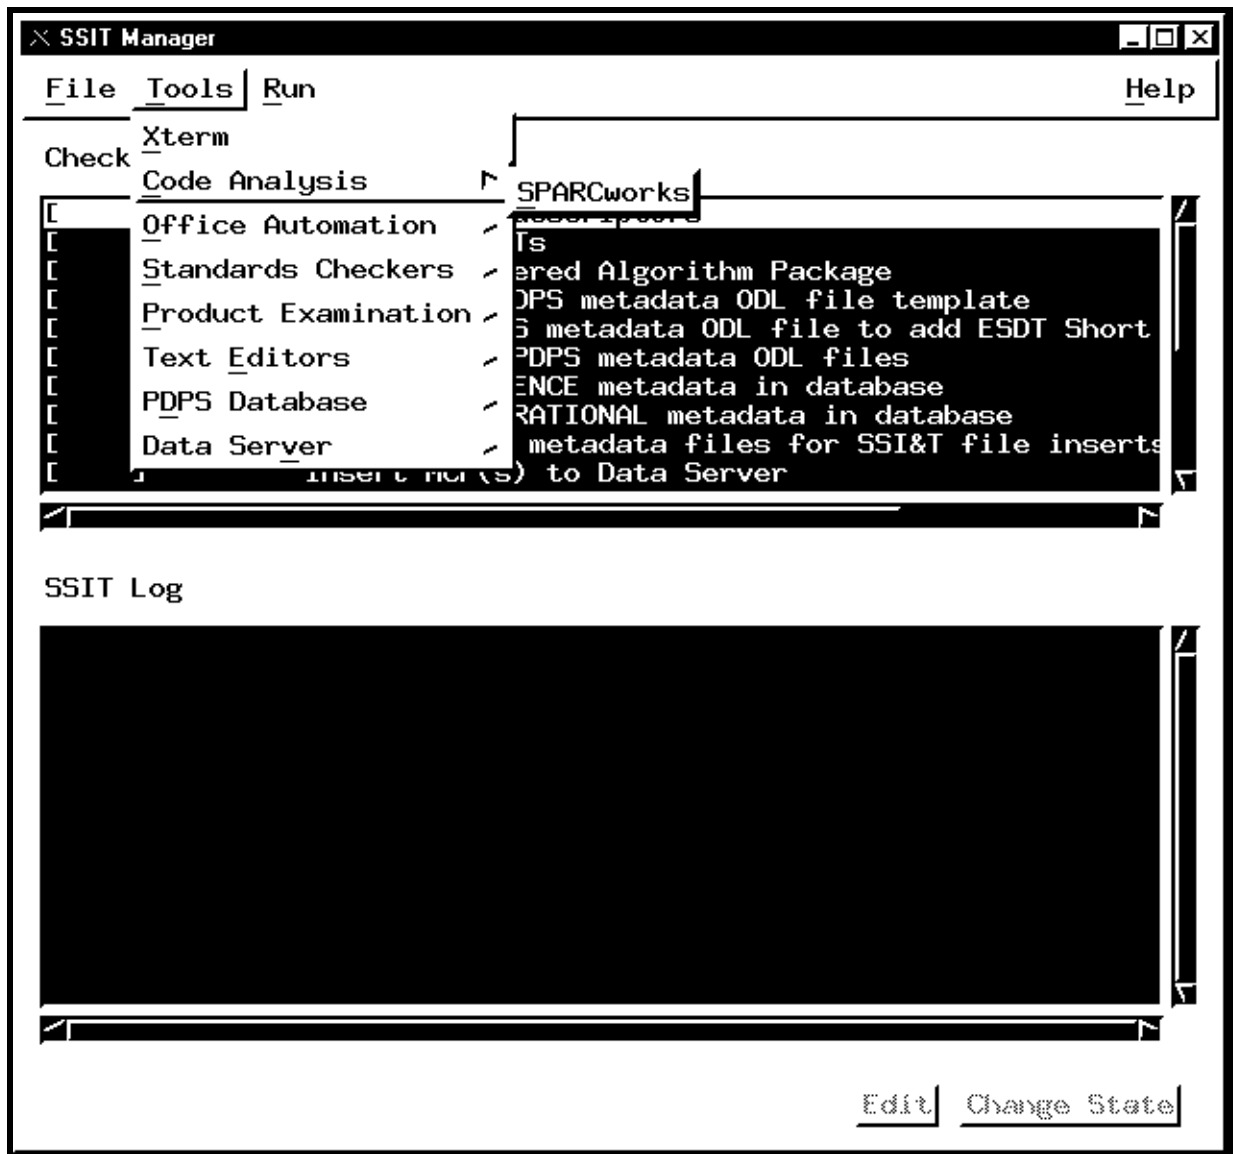 SSIT Manager
File Tools Run Help
Xterm
Check
Code Analysis
SPARCworks
[
Office Automation
[ Ts
Standards Checkers
[ ered Algorithm Package
[ DPS metadata ODL file template
Product Examination
[ S metadata ODL file to add ESDT Short
Text Editors
[ PDPS metadata ODL files
[ ENCE metadata in database
PDPS Database
[ RATIONAL metadata in database
Data Server
[ metadata files for SSI&T file inserts
[ ] Insert MCF(s) to Data Server
SSIT Log
Edit Change State